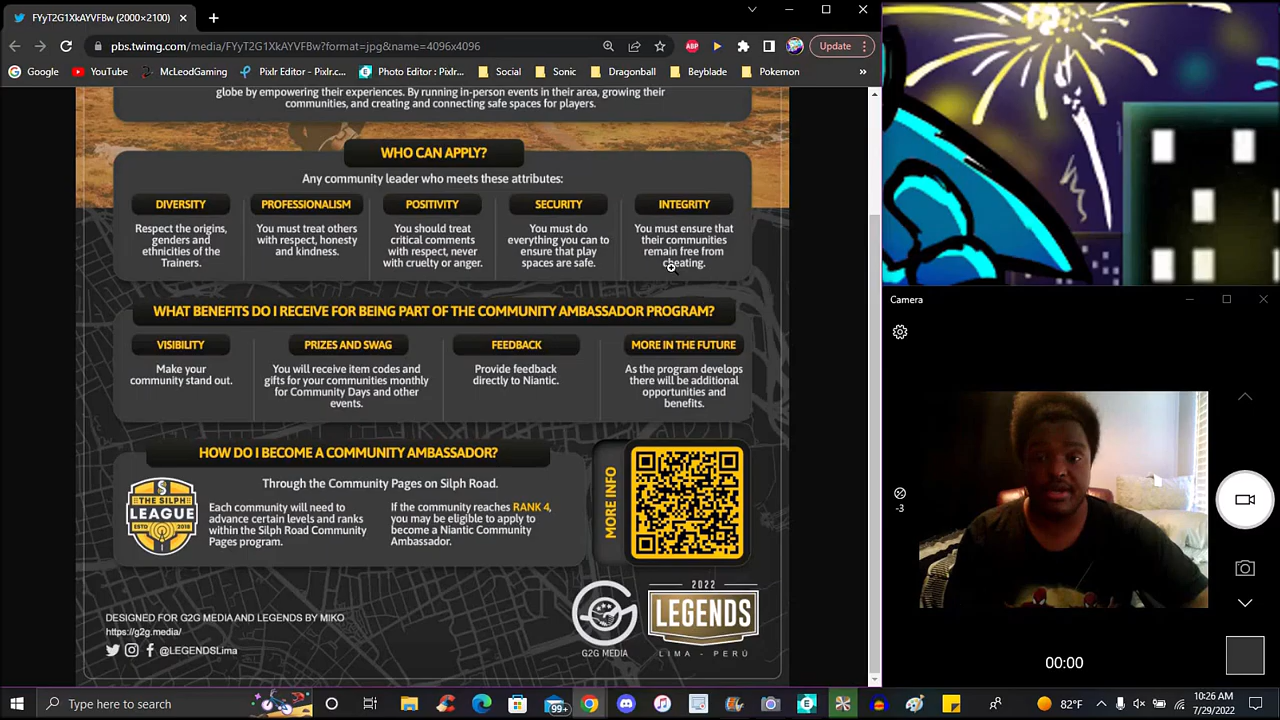 FYyT2G1XkAYVFBw (2000×2100)
pbs.twimg.com/media/FYyT2G1XkAYVFBw?format=jpg&name=4096x4096
ABP
Update
Google
YouTube
McLeodGaming
Pixlr Editor - Pixlr.c...
Photo Editor : Pixlr...
Social
Sonic
Dragonball
Beyblade
Pokemon
»
globe by empowering their experiences. By running in-person events in their area, growing their
communities, and creating and connecting safe spaces for players.
WHO CAN APPLY?
Any community leader who meets these attributes:
DIVERSITY
Respect the origins,
genders and
ethnicities of the
Trainers.
PROFESSIONALISM
You must treat others
with respect, honesty
and kindness.
POSITIVITY
You should treat
critical comments
with respect, never
with cruelty or anger.
SECURITY
You must do
everything you can to
ensure that play
spaces are safe.
INTEGRITY
You must ensure that
their communities
remain free from
cheating.
WHAT BENEFITS DO I RECEIVE FOR BEING PART OF THE COMMUNITY AMBASSADOR PROGRAM?
VISIBILITY
Make your
community stand out.
PRIZES AND SWAG
You will receive item codes and
gifts for your communities monthly
for Community Days and other
events.
FEEDBACK
Provide feedback
directly to Niantic.
MORE IN THE FUTURE
As the program develops
there will be additional
opportunities and
benefits.
HOW DO I BECOME A COMMUNITY AMBASSADOR?
Through the Community Pages on Silph Road.
THE SILPH
LEAGUE
ESTD 2018
Each community will need to
advance certain levels and ranks
within the Silph Road Community
Pages program.
If the community reaches RANK 4,
you may be eligible to apply to
become a Niantic Community
Ambassador.
MORE INFO
DESIGNED FOR G2G MEDIA AND LEGENDS BY MIKO
https://g2g.media/
@LEGENDSLima
G2G MEDIA
2022
LEGENDS
LIMA - PERÚ
Camera
-3
00:00
Type here to search
99+
82°F
10:26 AM
7/29/2022